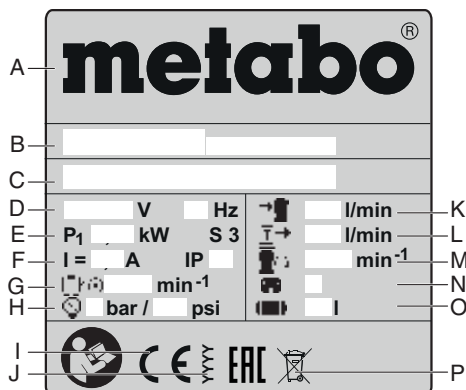 A metabo ®
B
C
D V Hz l/min K
E P1 kW S 3 l/min L
F I = , A IP min-1 M
G min-1 N
H bar / psi l O
I CE EAC
J P